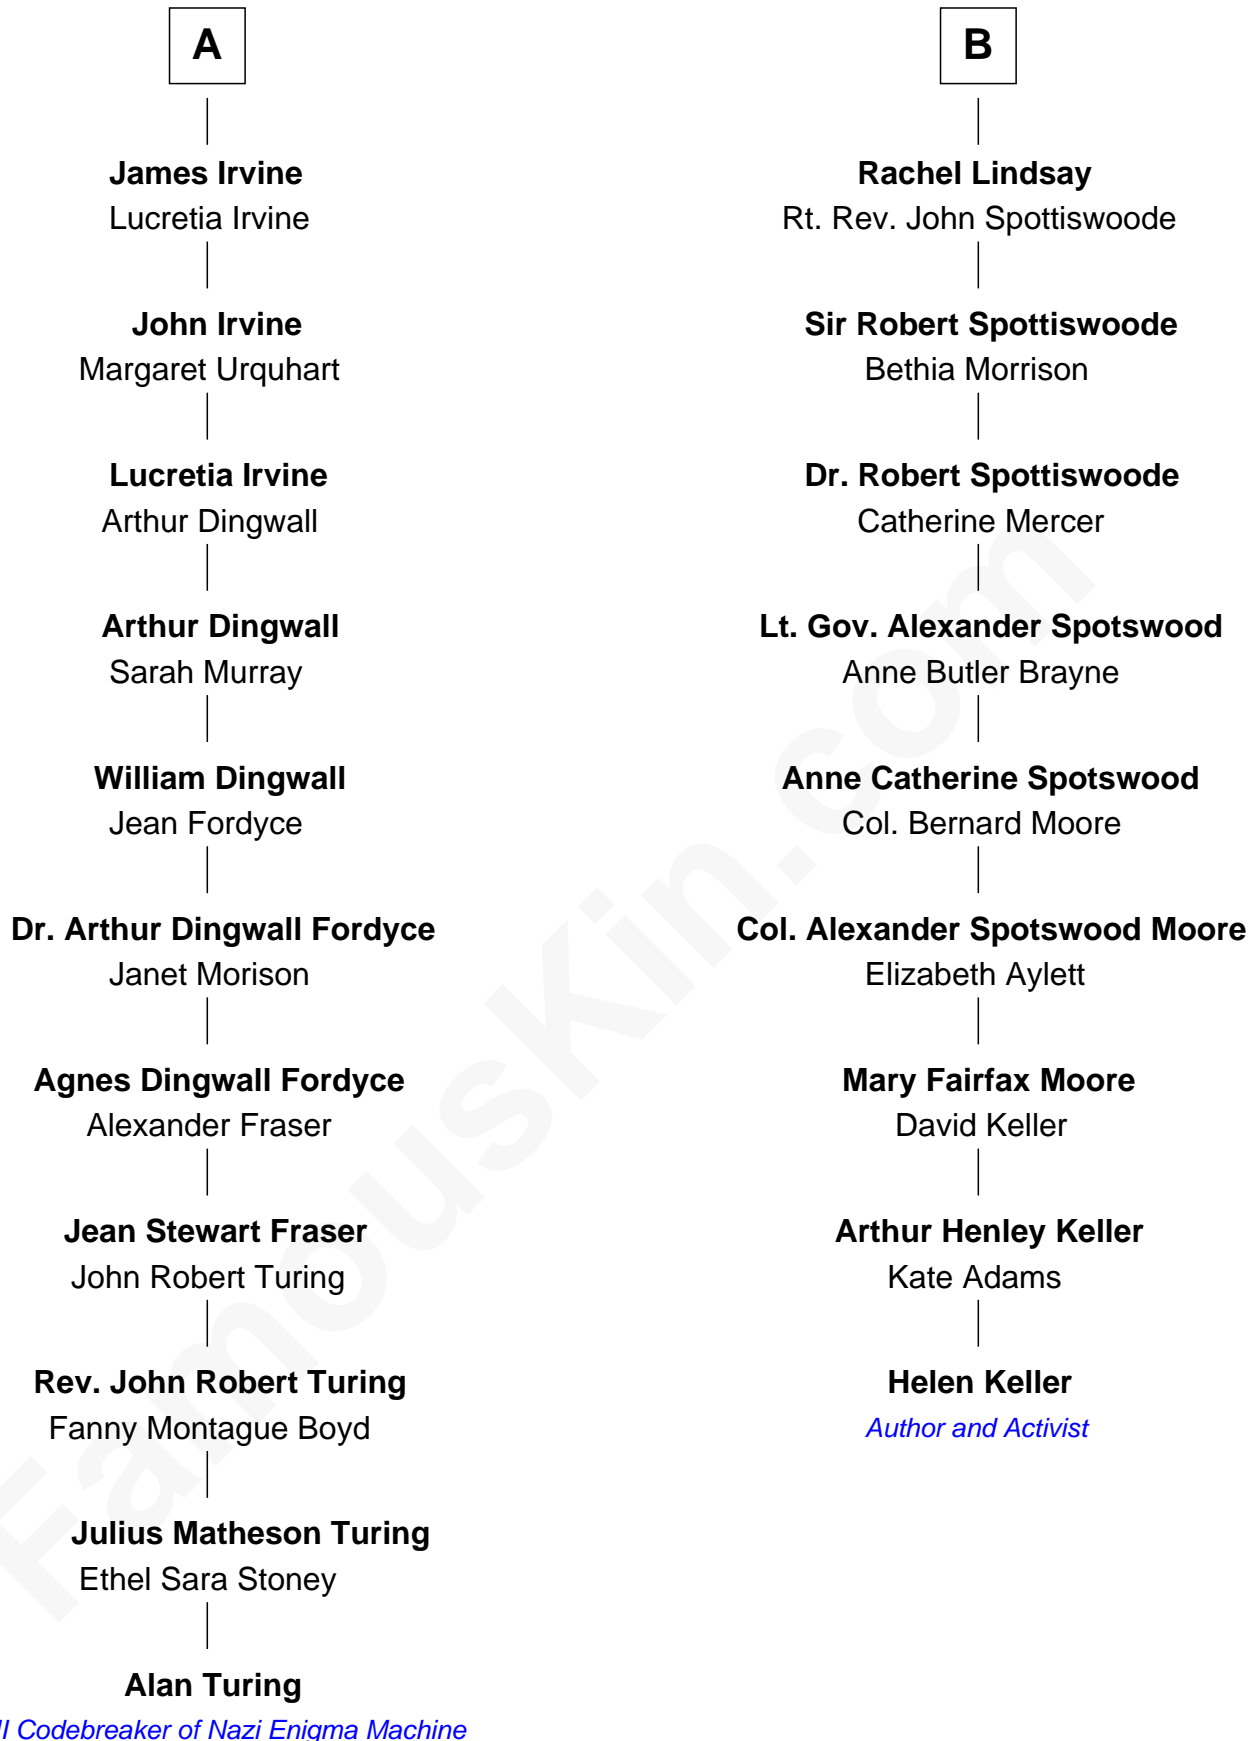 A
James Irvine
Lucretia Irvine
John Irvine
Margaret Urquhart
Lucretia Irvine
Arthur Dingwall
Arthur Dingwall
Sarah Murray
William Dingwall
Jean Fordyce
Dr. Arthur Dingwall Fordyce
Janet Morison
Agnes Dingwall Fordyce
Alexander Fraser
Jean Stewart Fraser
John Robert Turing
Rev. John Robert Turing
Fanny Montague Boyd
Julius Matheson Turing
Ethel Sara Stoney
Alan Turing
II Codebreaker of Nazi Enigma Machine
B
Rachel Lindsay
Rt. Rev. John Spottiswoode
Sir Robert Spottiswoode
Bethia Morrison
Dr. Robert Spottiswoode
Catherine Mercer
Lt. Gov. Alexander Spotswood
Anne Butler Brayne
Anne Catherine Spotswood
Col. Bernard Moore
Col. Alexander Spotswood Moore
Elizabeth Aylett
Mary Fairfax Moore
David Keller
Arthur Henley Keller
Kate Adams
Helen Keller
Author and Activist
FamousKin.com